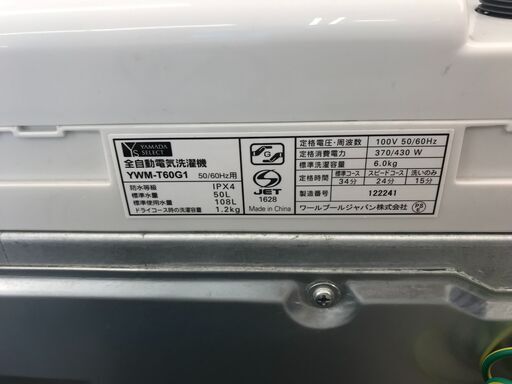 YAMADA
SELECT
全自動電気洗濯機
YWM-T60G1 50/60Hz用
防水等級 IPX4
標準水量 50L
標準使用水量 108L
ドライコース時の洗濯容量 1.2kg
G
JET
1628
Made in China
定格電圧・周波数 100V 50/60Hz
定格消費電力 370/430 W
標準洗濯容量 6.0kg
目安時間 標準コース スピードコース 洗いのみ
34分 24分 15分
製造番号 122241
ワールプールジャパン株式会社